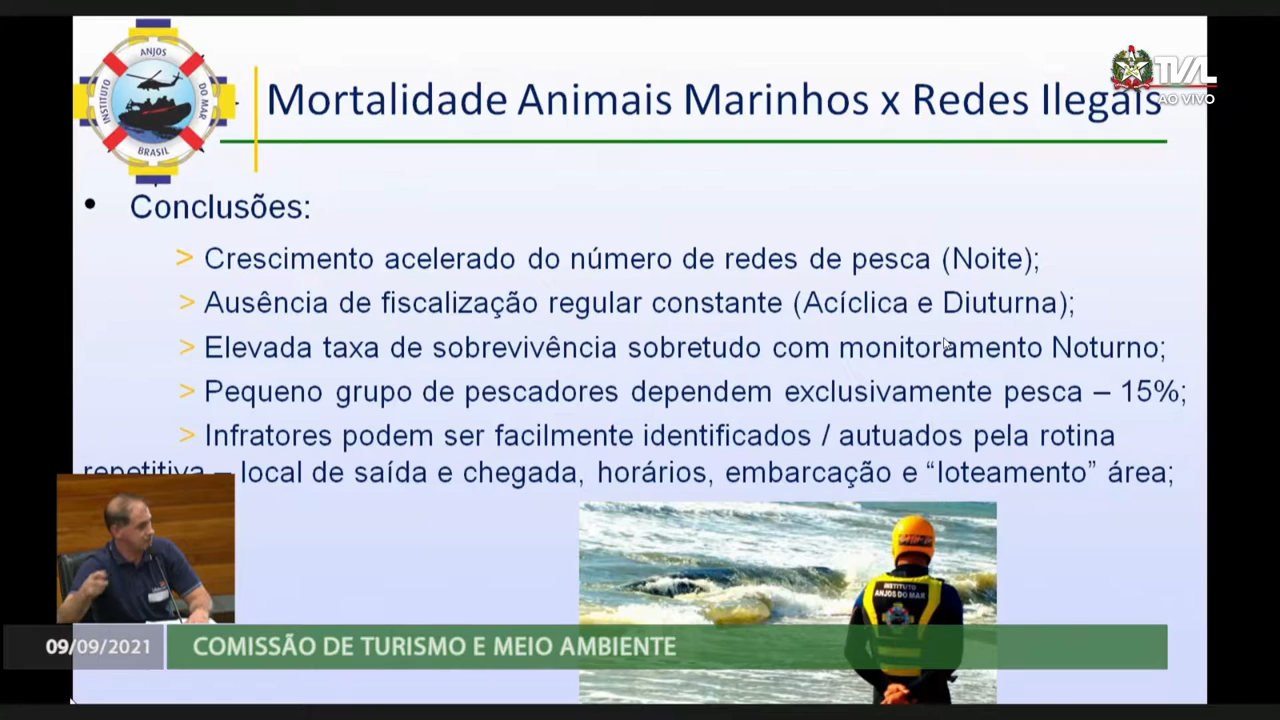 ANJOS
INSTITUTO
DO MAR
BRASIL
Mortalidade Animais Marinhos x Redes Ilegais
TVAL
AO VIVO
• Conclusões:
> Crescimento acelerado do número de redes de pesca (Noite);
> Ausência de fiscalização regular constante (Acíclica e Diuturna);
> Elevada taxa de sobrevivência sobretudo com monitoramento Noturno;
> Pequeno grupo de pescadores dependem exclusivamente pesca – 15%;
> Infratores podem ser facilmente identificados / autuados pela rotina
repetitiva – local de saída e chegada, horários, embarcação e “loteamento” área;
INSTITUTO
ANJOS DO MAR
09/09/2021
COMISSÃO DE TURISMO E MEIO AMBIENTE